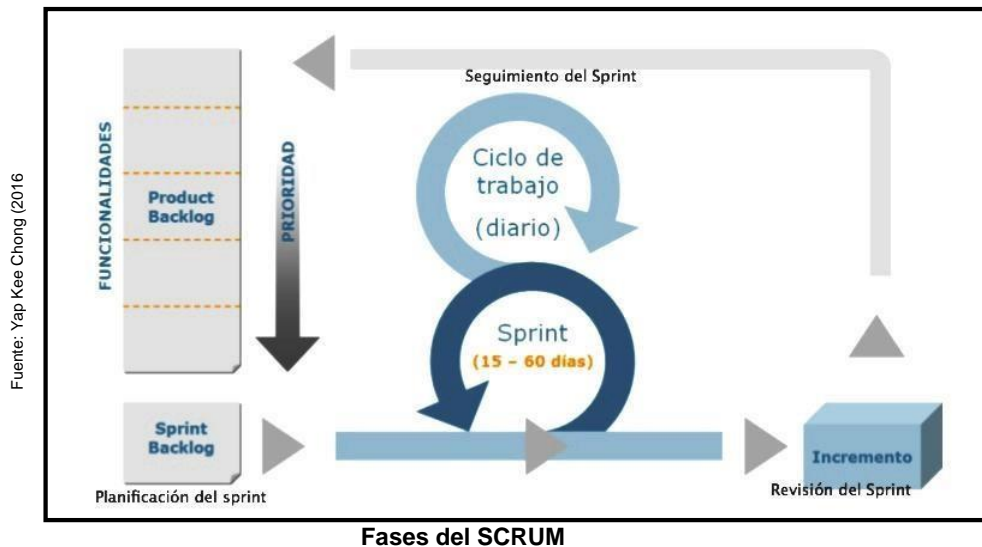 Fuente: Yap Kee Chong (2016
FUNCIONALIDADES
Product
Backlog
PRIORIDAD
Seguimiento del Sprint
Ciclo de
trabajo
(diario)
Sprint
(15 – 60 días)
Sprint
Backlog
Planificación del sprint
Incremento
Revisión del Sprint
Fases del SCRUM